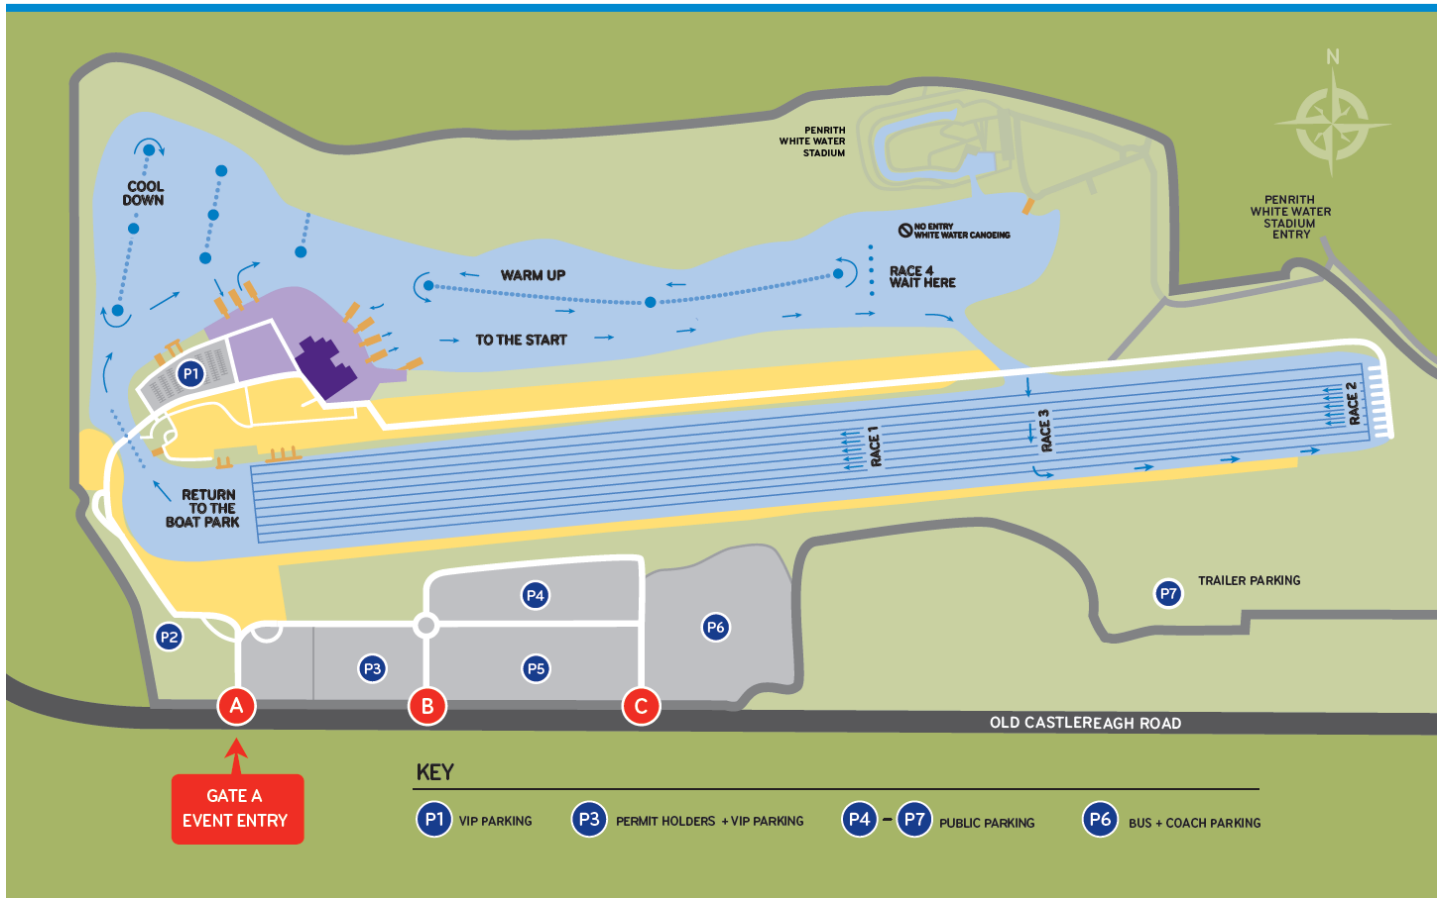 N
PENRITH
WHITE WATER
STADIUM
COOL
DOWN
PENRITH
WHITE WATER
STADIUM
ENTRY
NO ENTRY
WHITE WATER CANOEING
WARM UP
RACE 4
WAIT HERE
TO THE START
P1
RACE 2
RACE 3
RACE 1
RETURN
TO THE
BOAT PARK
TRAILER PARKING
P7
P4
P6
P2
P3
P5
A
B
C
OLD CASTLEREAGH ROAD
GATE A
EVENT ENTRY
KEY
P1 VIP PARKING
P3 PERMIT HOLDERS + VIP PARKING
P4 – P7 PUBLIC PARKING
P6 BUS + COACH PARKING